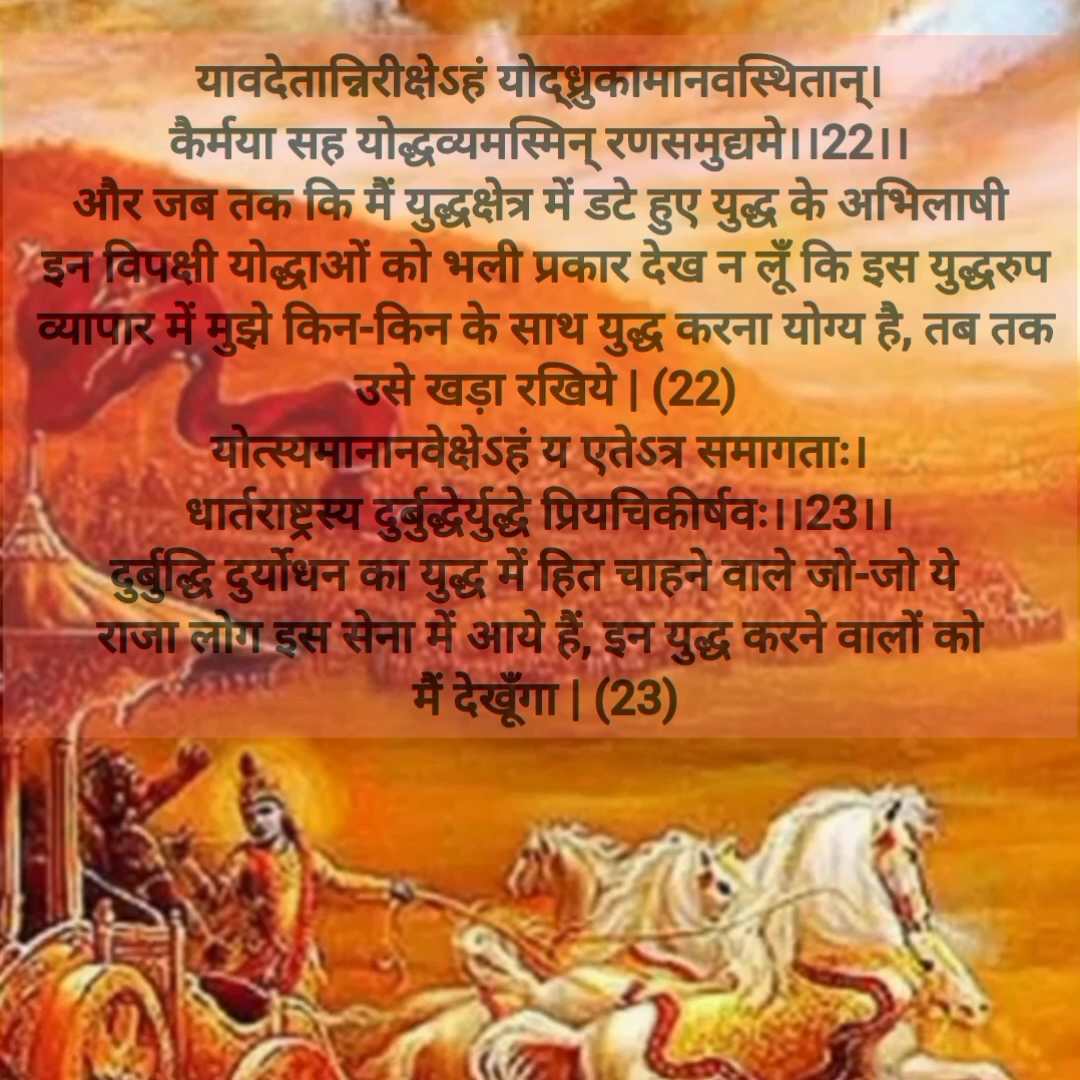 यावदेतान्निरीक्षेऽहं योद्ध्रुकामानवस्थितान्।
कैर्मया सह योद्धव्यमस्मिन् रणसमुद्यमे।।22।।
और जब तक कि मैं युद्धक्षेत्र में डटे हुए युद्ध के अभिलाषी
इन विपक्षी योद्धाओं को भली प्रकार देख न लूँ कि इस युद्धरुप
व्यापार में मुझे किन-किन के साथ युद्ध करना योग्य है, तब तक
उसे खड़ा रखिये | (22)
योत्स्यमानानवेक्षेऽहं य एतेऽत्र समागताः।
धार्तराष्ट्रस्य दुर्बुद्धेर्युद्धे प्रियचिकीर्षवः।।23।।
दुर्बुद्धि दुर्योधन का युद्ध में हित चाहने वाले जो-जो ये
राजा लोग इस सेना में आये हैं, इन युद्ध करने वालों को
मैं देखूँगा | (23)